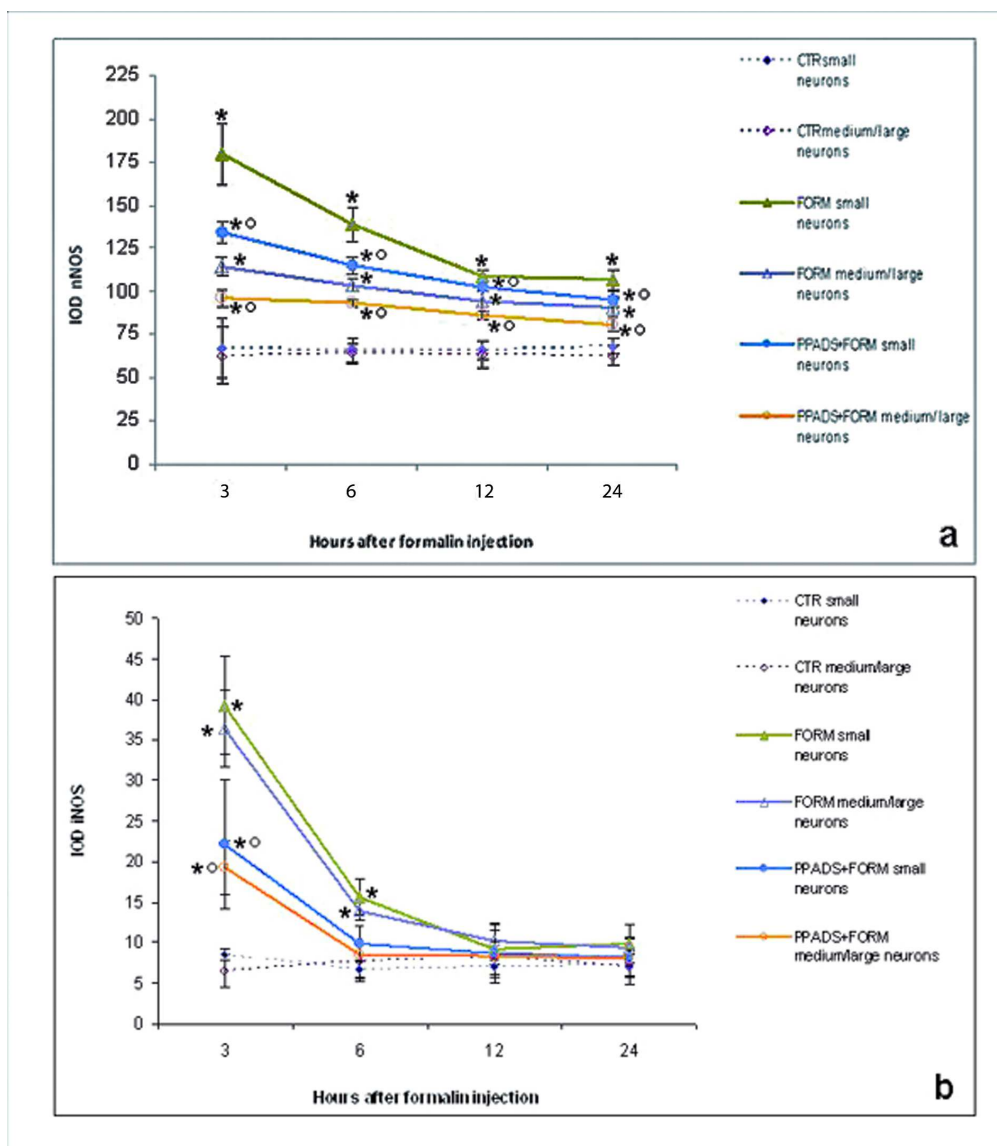 225
200
175
150
125
100
75
50
25
0
IOD nNOS
* * * *
*○ *○ *○ *○
* * * *
*○ *○ *○ *○
3 6 12 24
Hours after formalin injection
CTRsmall
neurons
CTRmedium/large
neurons
FORM small
neurons
FORM medium/large
neurons
PPADS+FORM small
neurons
PPADS+FORM medium/large
neurons
a
50
45
40
35
30
25
20
15
10
5
0
IOD iNOS
* *
* *
*○
*○
3 6 12 24
Hours after formalin injection
CTR small
neurons
CTR medium/large
neurons
FORM small
neurons
FORM medium/large
neurons
PPADS+FORM small
neurons
PPADS+FORM
medium/large neurons
b